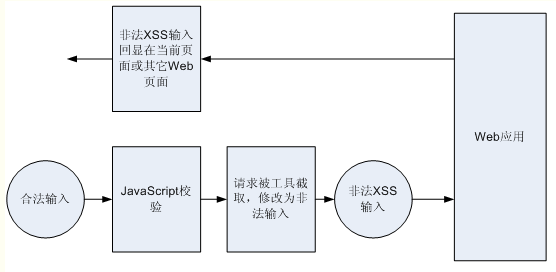 非法XSS输入
回显在当前页
面或其它Web
页面
Web应用
合法输入
JavaScript校
验
请求被工具截
取，修改为非
法输入
非法XSS
输入